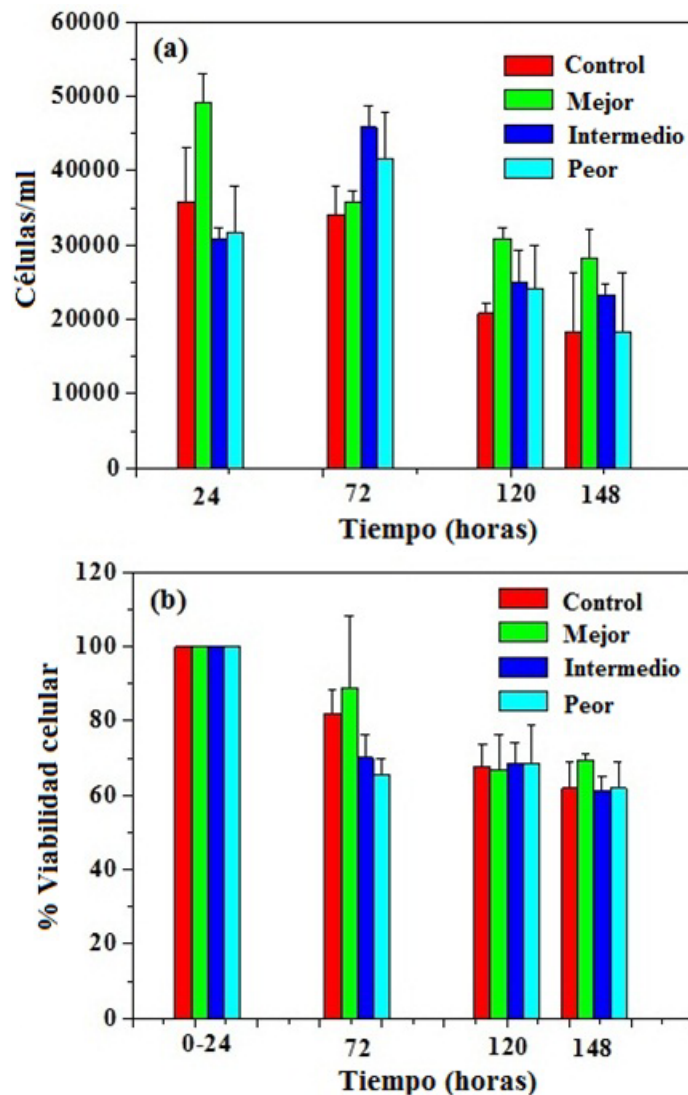 (a)
60000
50000
40000
30000
20000
10000
0
Células/ml
Control
Mejor
Intermedio
Peor
24 72 120 148
Tiempo (horas)
(b)
120
100
80
60
40
20
0
% Viabilidad celular
Control
Mejor
Intermedio
Peor
0-24 72 120 148
Tiempo (horas)